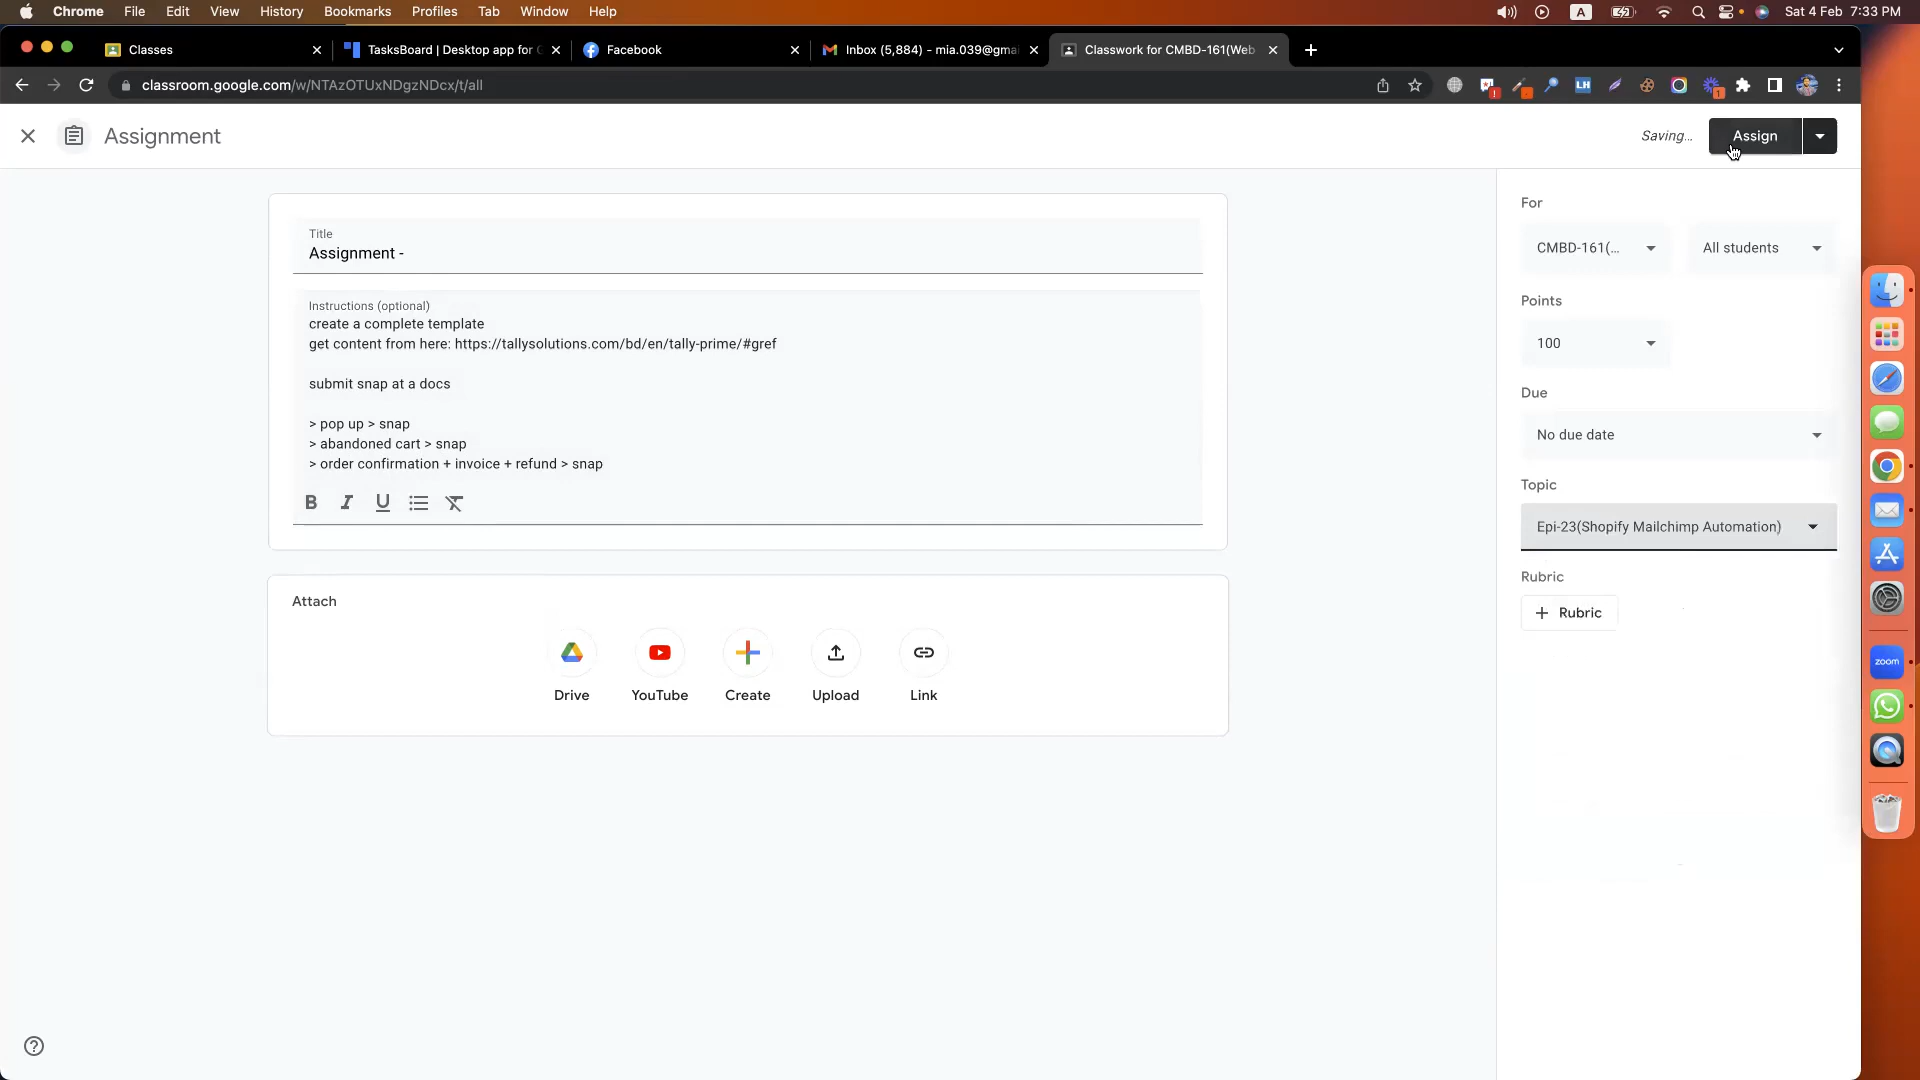 Chrome File Edit View History Bookmarks Profiles Tab Window Help A Sat 4 Feb 7:33 PM
Classes TasksBoard | Desktop app for Facebook Inbox (5,884) - mia.039@gma Classwork for CMBD-161(Web
classroom.google.com/w/NTAzOTUxNDgzNDcx/t/all LH 1
Assignment Saving... Assign
Title
Assignment -
Instructions (optional)
create a complete template
get content from here: https://tallysolutions.com/bd/en/tally-prime/#gref
submit snap at a docs
> pop up > snap
> abandoned cart > snap
> order confirmation + invoice + refund > snap
B I U
Attach
Drive YouTube Create Upload Link
For
CMBD-161(... All students
Points
100
Due
No due date
Topic
Epi-23(Shopify Mailchimp Automation)
Rubric
+ Rubric
zoom